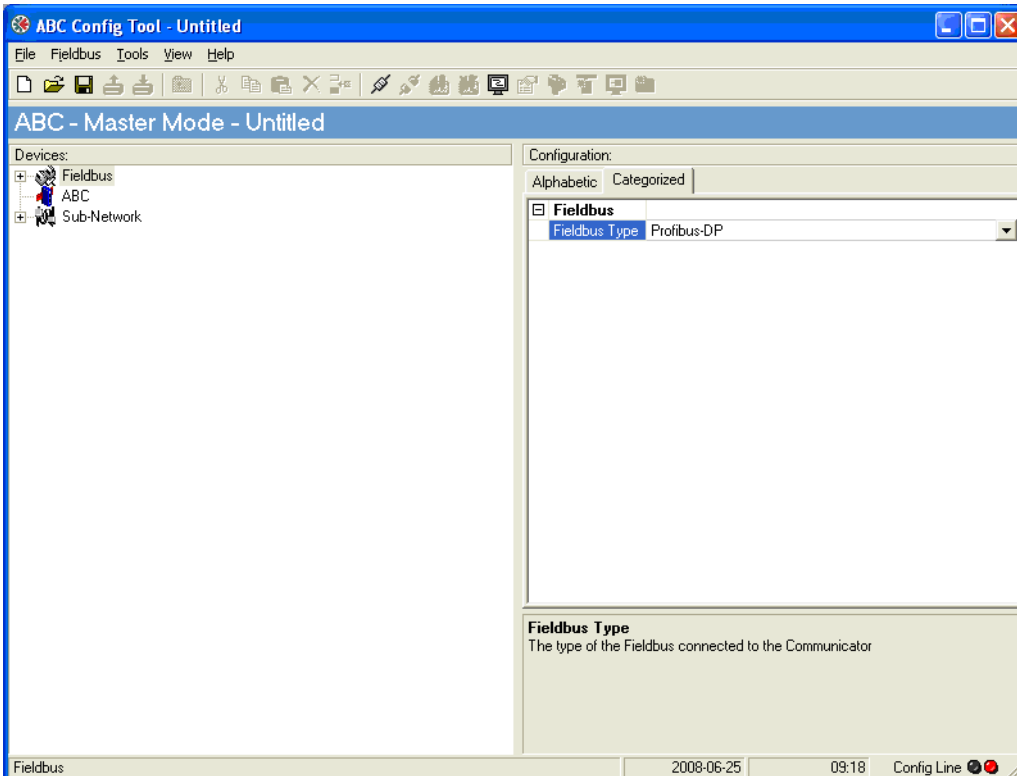 ABC Config Tool - Untitled
File Fieldbus Tools View Help
ABC - Master Mode - Untitled
Devices:
Fieldbus
ABC
Sub-Network
Configuration:
Alphabetic Categorized
Fieldbus
Fieldbus Type Profibus-DP
Fieldbus Type
The type of the Fieldbus connected to the Communicator
Fieldbus 2008-06-25 09:18 Config Line